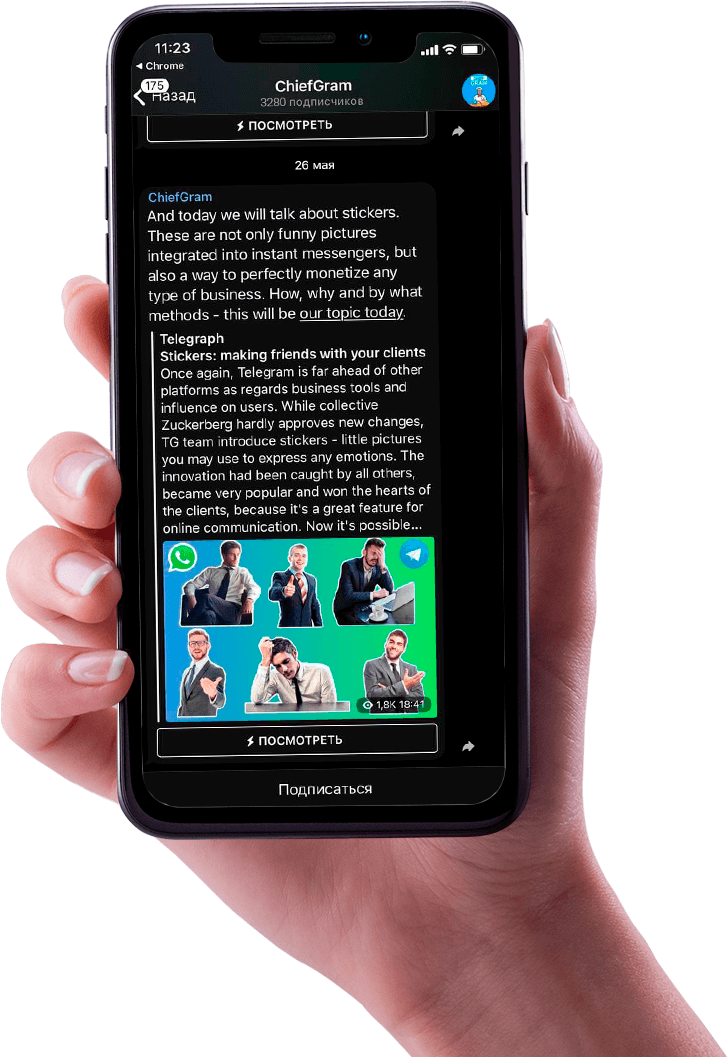 11:23
Chrome
175
Назад
ChiefGram
3280 подписчиков
ПОСМОТРЕТЬ
26 мая
ChiefGram
And today we will talk about stickers.
These are not only funny pictures
integrated into instant messengers, but
also a way to perfectly monetize any
type of business. How, why and by what
methods - this will be our topic today.
Telegraph
Stickers: making friends with your clients
Once again, Telegram is far ahead of other
platforms as regards business tools and
influence on users. While collective
Zuckerberg hardly approves new changes,
TG team introduce stickers - little pictures
you may use to express any emotions. The
innovation had been caught by all others,
became very popular and won the hearts of
the clients, because it's a great feature for
online communication. Now it's possible...
1,8K 18:41
ПОСМОТРЕТЬ
Подписаться